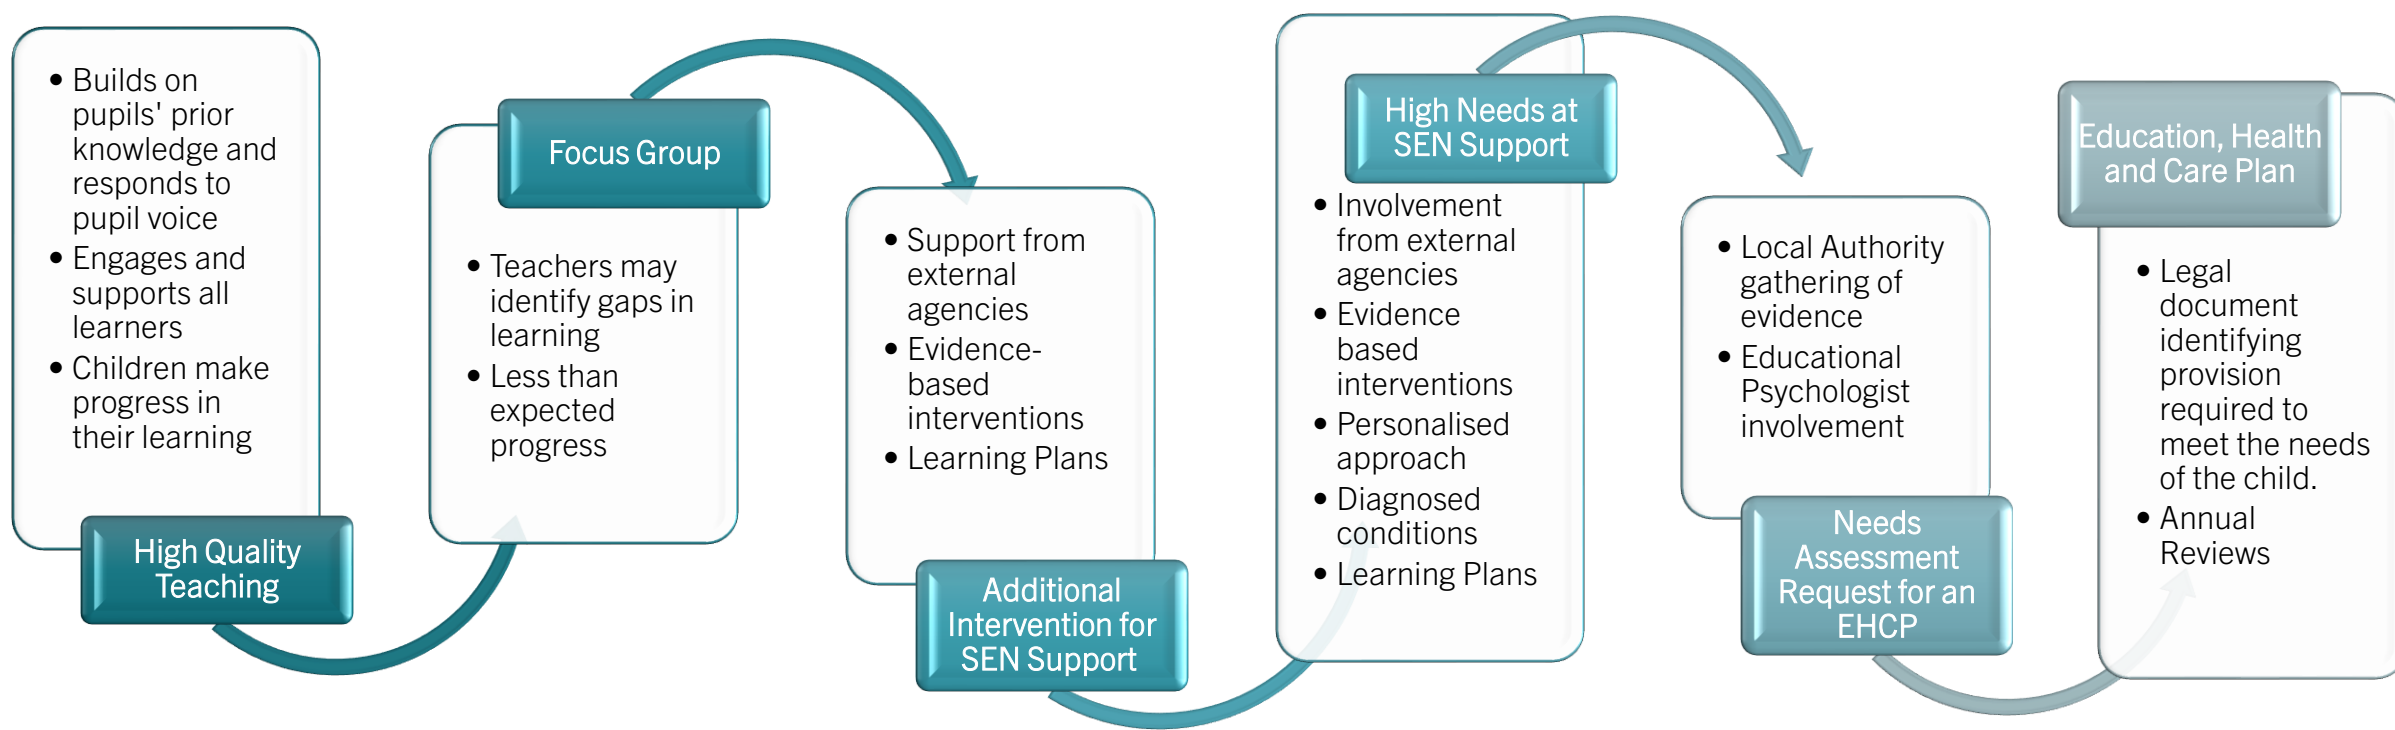 • Builds on
pupils' prior
knowledge and
responds to
pupil voice
• Engages and
supports all
learners
• Children make
progress in
their learning
High Quality
Teaching
Focus Group
• Teachers may
identify gaps in
learning
• Less than
expected
progress
• Support from
external
agencies
• Evidence-
based
interventions
• Learning Plans
Additional
Intervention for
SEN Support
High Needs at
SEN Support
• Involvement
from external
agencies
• Evidence
based
interventions
• Personalised
approach
• Diagnosed
conditions
• Learning Plans
• Local Authority
gathering of
evidence
• Educational
Psychologist
involvement
Needs
Assessment
Request for an
EHCP
Education, Health
and Care Plan
• Legal
document
identifying
provision
required to
meet the needs
of the child.
• Annual
Reviews